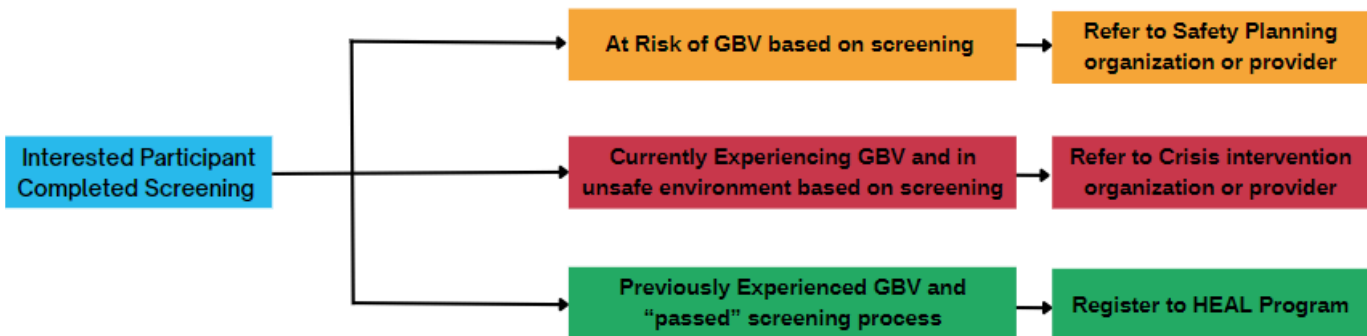 At Risk of GBV based on screening
Refer to Safety Planning
organization or provider
Interested Participant
Completed Screening
Currently Experiencing GBV and in
unsafe environment based on screening
Refer to Crisis intervention
organization or provider
Previously Experienced GBV and
“passed” screening process
Register to HEAL Program